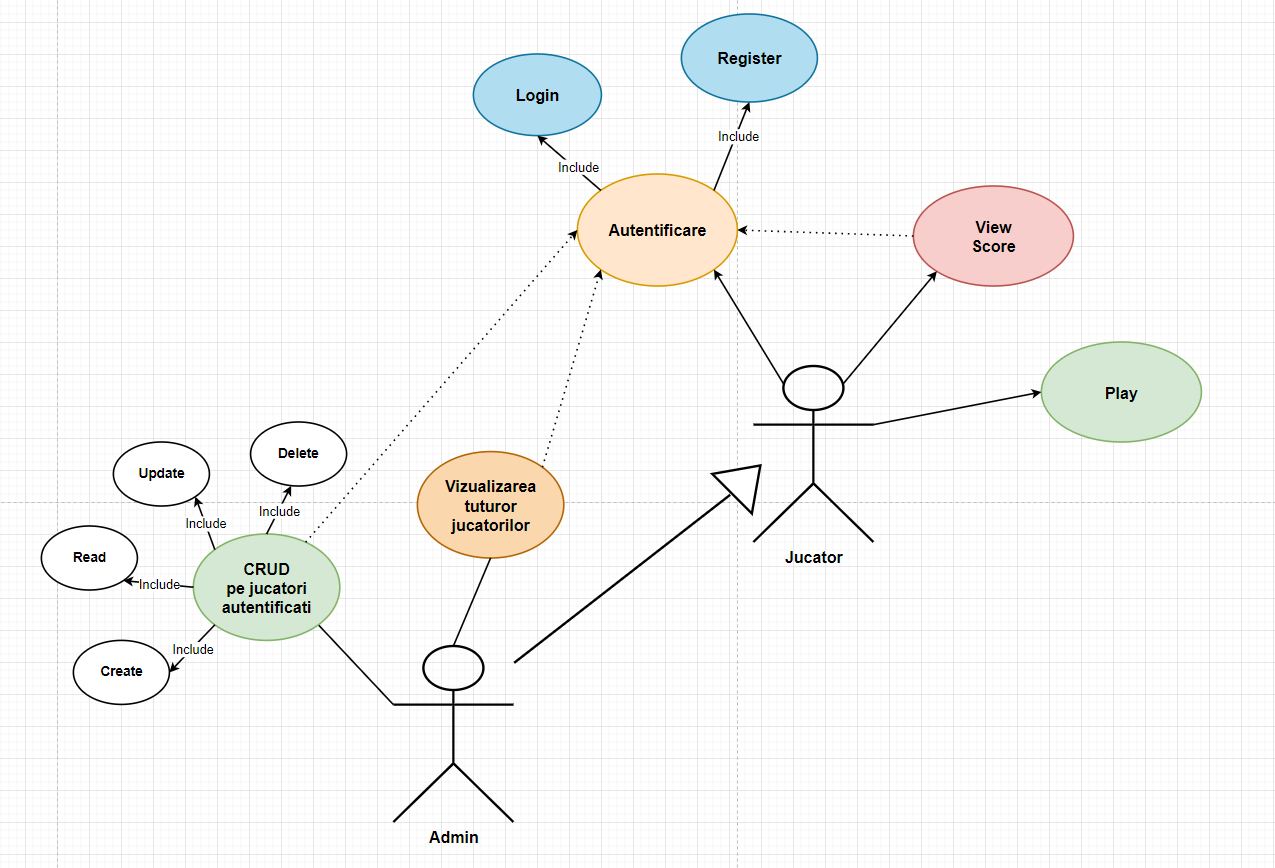 Register
Login
Include
Include
Autentificare
View
Score
Play
Delete
Update
Vizualizarea
tuturor
jucatorilor
Include
Include
Read
Include
CRUD
pe jucatori
autentificati
Jucator
Include
Create
Admin